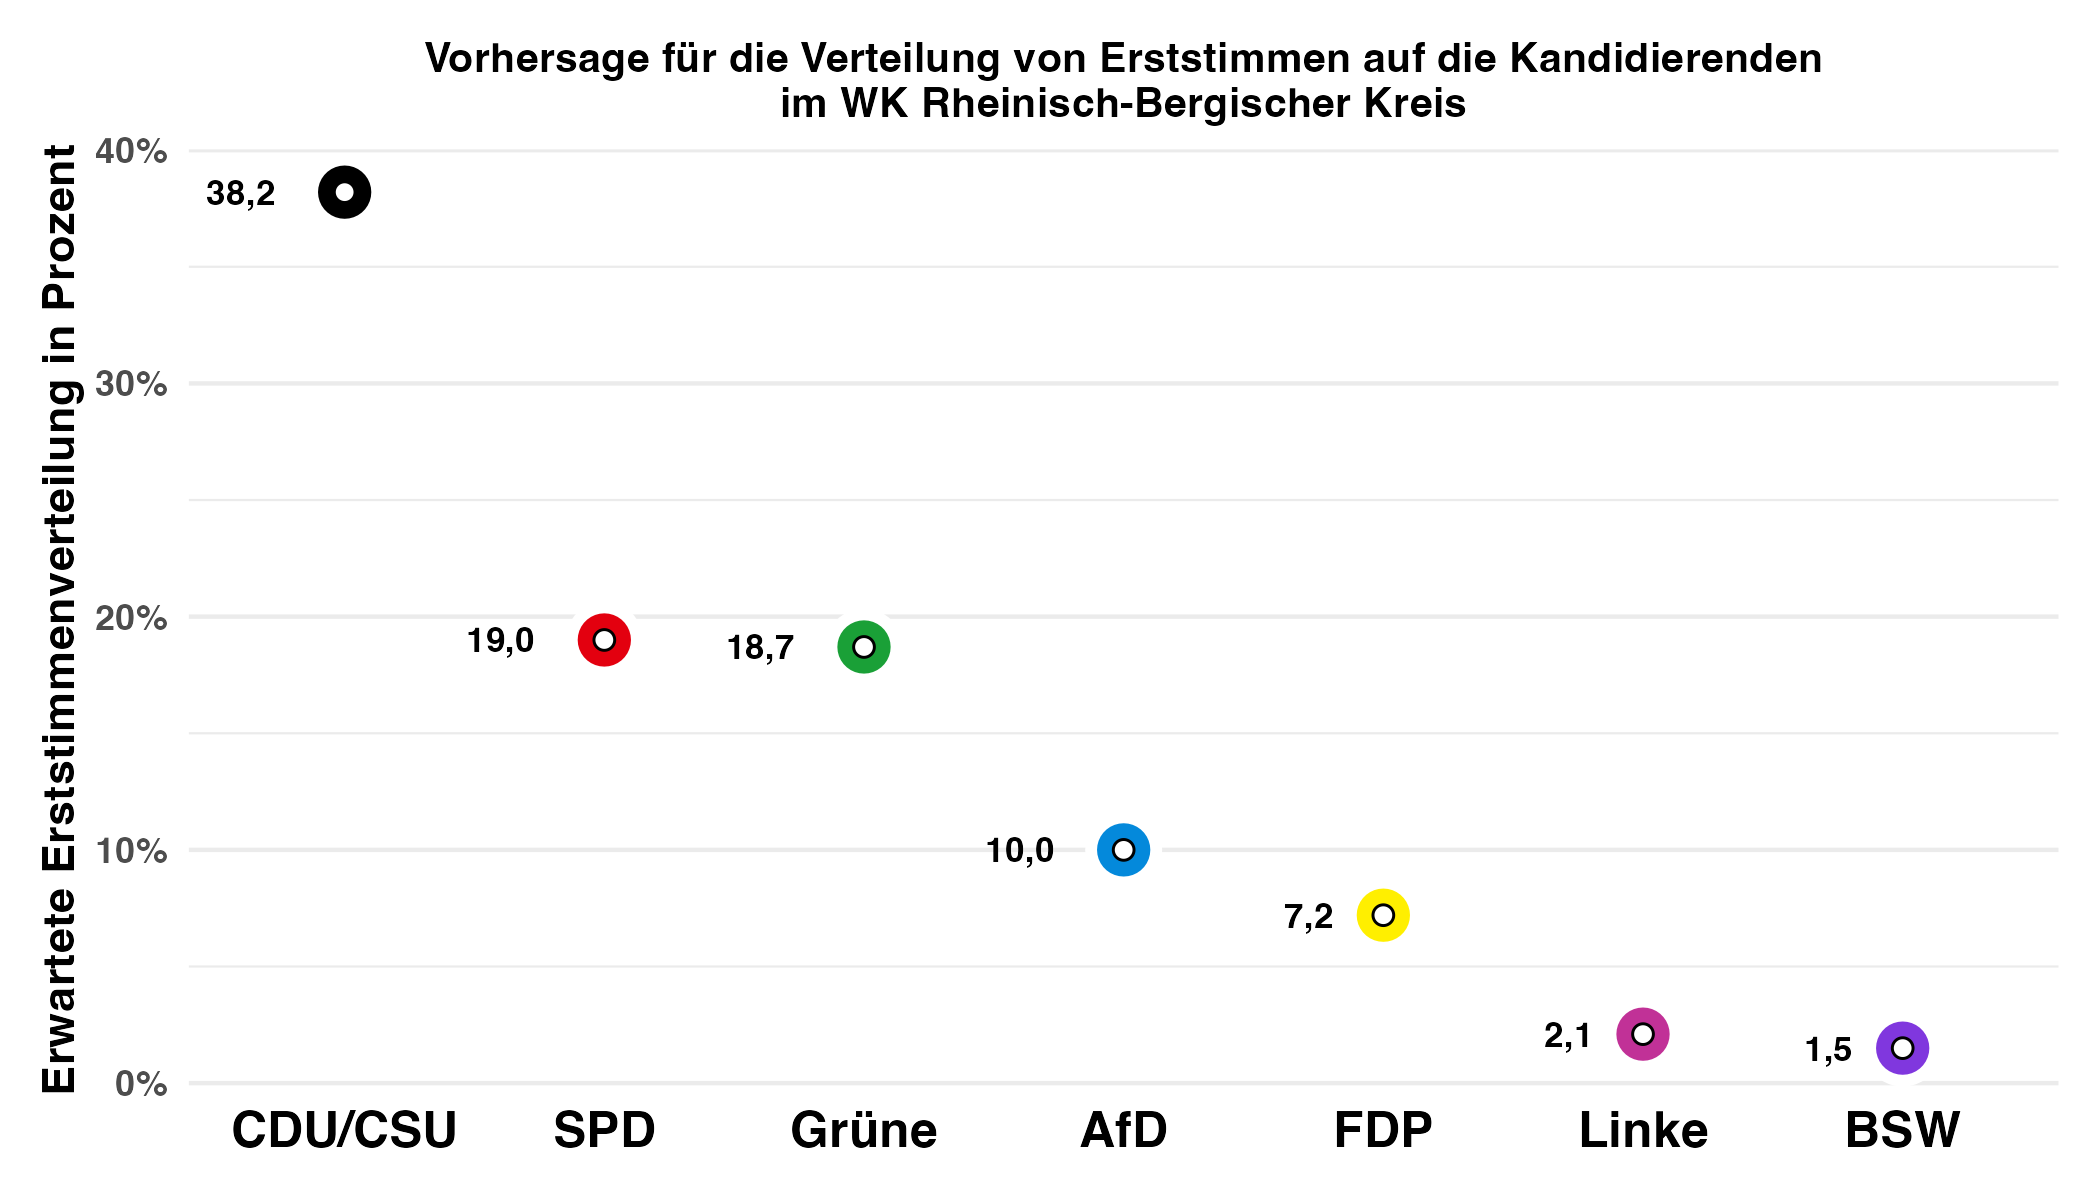 Vorhersage für die Verteilung von Erststimmen auf die Kandidierenden
im WK Rheinisch-Bergischer Kreis
Erwartete Erststimmenverteilung in Prozent
40%
30%
20%
10%
0%
38,2
19,0
18,7
10,0
7,2
2,1
1,5
CDU/CSU
SPD
Grüne
AfD
FDP
Linke
BSW